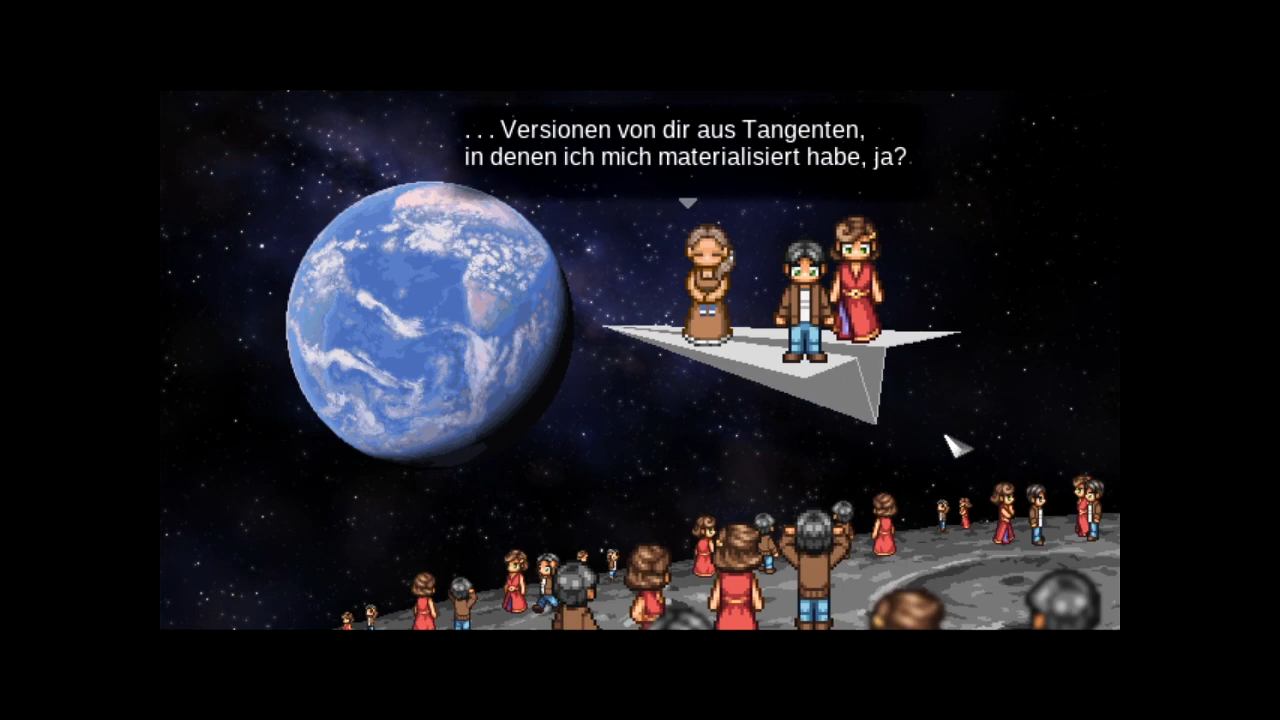 . . . Versionen von dir aus Tangenten,
in denen ich mich materialisiert habe, ja?